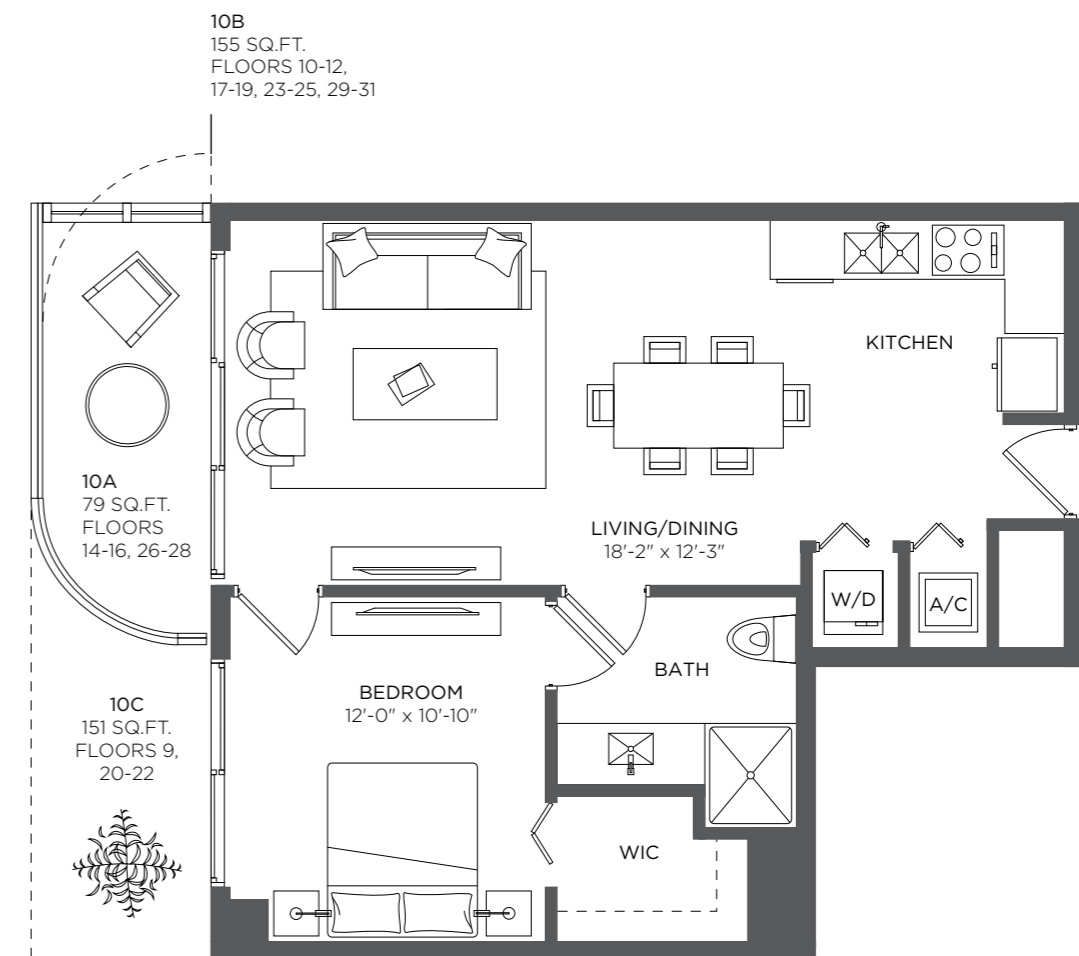 10B
155 SQ.FT.
FLOORS 10-12,
17-19, 23-25, 29-31
KITCHEN
10A
79 SQ.FT.
FLOORS
14-16, 26-28
LIVING/DINING
18'-2" x 12'-3"
W/D
A/C
BATH
BEDROOM
12'-0" x 10'-10"
10C
151 SQ.FT.
FLOORS 9,
20-22
WIC